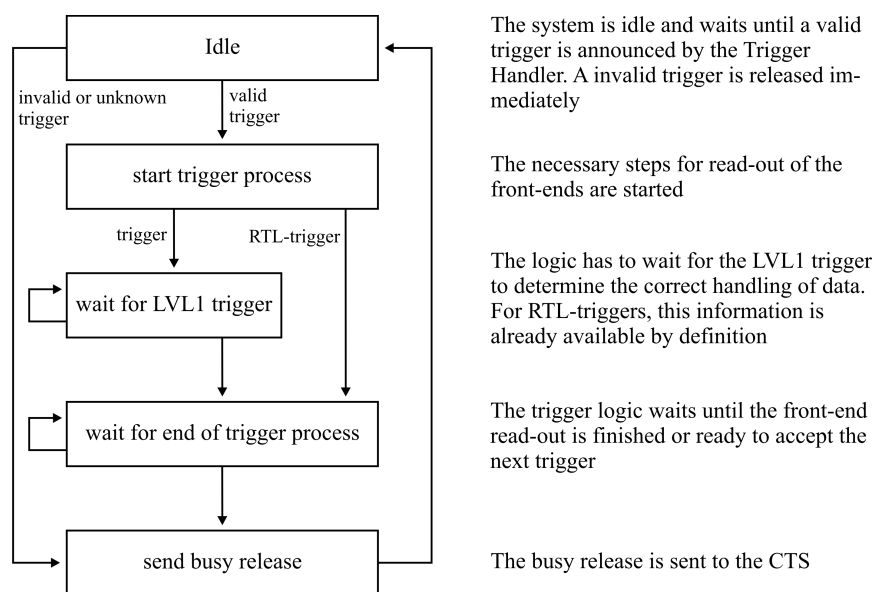 Idle
The system is idle and waits until a valid
trigger is announced by the Trigger
Handler. A invalid trigger is released im-
mediately
invalid or unknown
trigger
valid
trigger
start trigger process
The necessary steps for read-out of the
front-ends are started
trigger
RTL-trigger
wait for LVL1 trigger
The logic has to wait for the LVL1 trigger
to determine the correct handling of data.
For RTL-triggers, this information is
already available by definition
wait for end of trigger process
The trigger logic waits until the front-end
read-out is finished or ready to accept the
next trigger
send busy release
The busy release is sent to the CTS